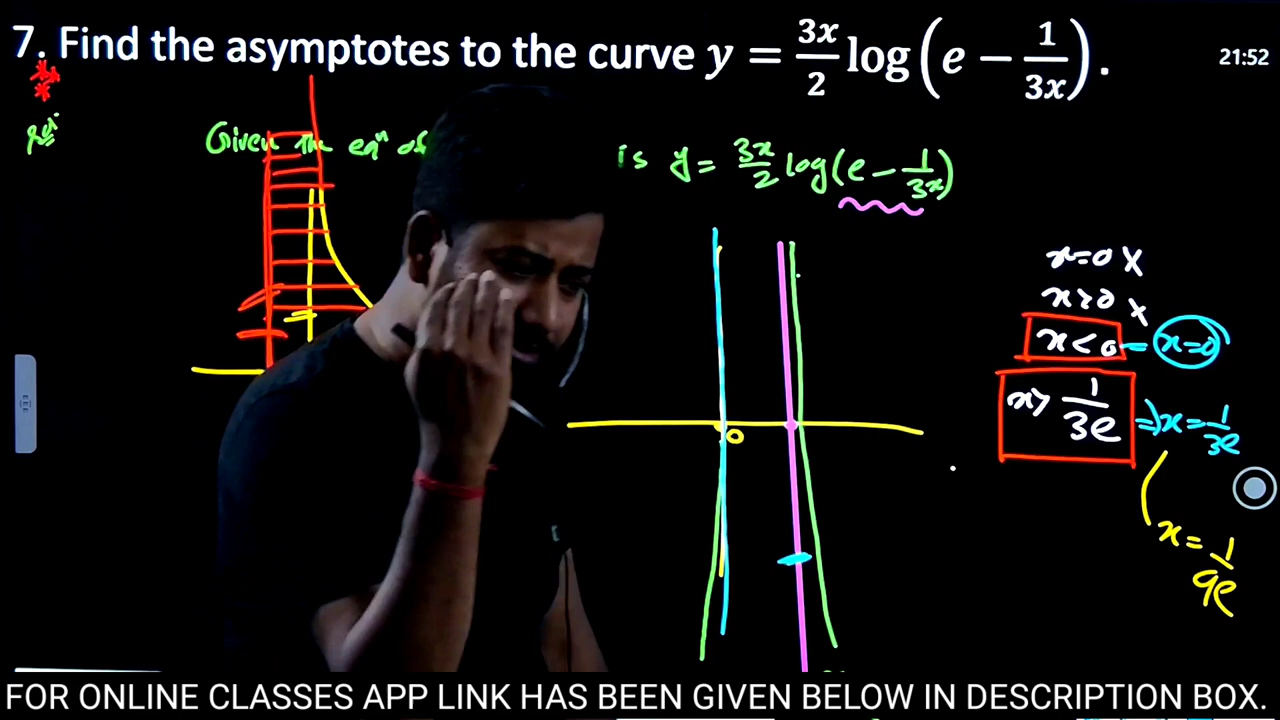 7. Find the asymptotes to the curve y = 3x/2 log(e − 1/3x).
21:52
Given the eqⁿ of
is y = 3x/2 log(e − 1/3x)
x=0 ×
x>0 ×
x<0 = x=0
x > 1/3e ⇒ x = 1/3e
0
x = 1/9e
FOR ONLINE CLASSES APP LINK HAS BEEN GIVEN BELOW IN DESCRIPTION BOX.